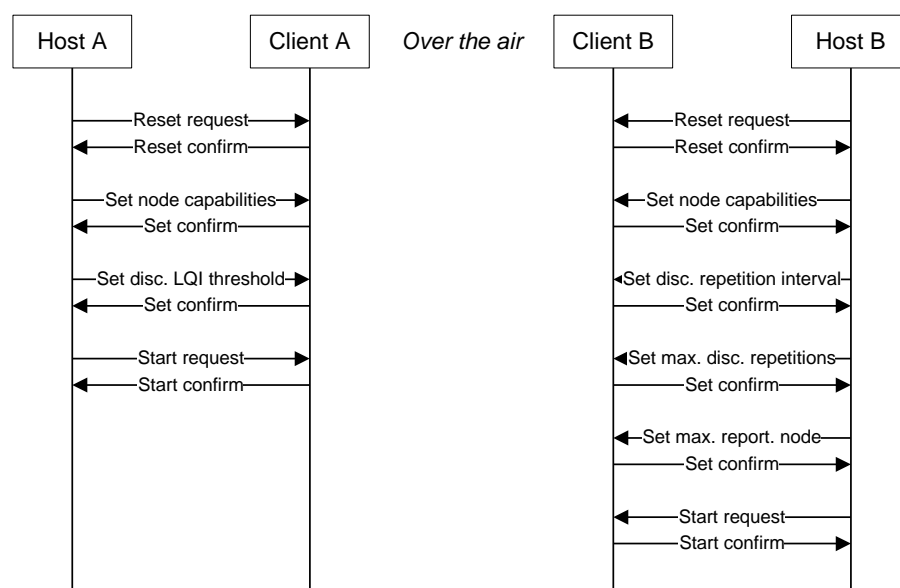 Host A
Client A
Over the air
Client B
Host B
Reset request
Reset request
Reset confirm
Reset confirm
Set node capabilities
Set node capabilities
Set confirm
Set confirm
Set disc. LQI threshold
Set disc. repetition interval
Set confirm
Set confirm
Start request
Set max. disc. repetitions
Start confirm
Set confirm
Set max. report. node
Set confirm
Start request
Start confirm